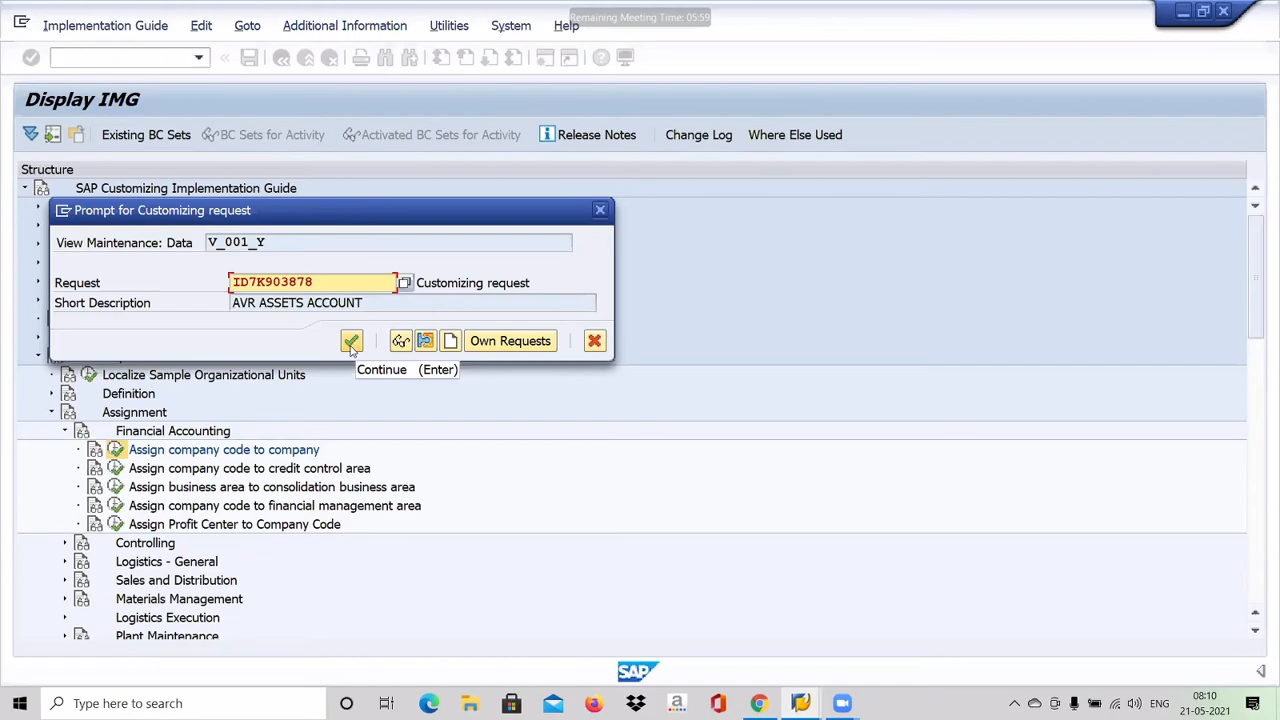 Implementation Guide Edit Goto Additional Information Utilities System Help
Remaining Meeting Time: 05:59
Display IMG
Existing BC Sets BC Sets for Activity Activated BC Sets for Activity Release Notes Change Log Where Else Used
Structure
SAP Customizing Implementation Guide
Prompt for Customizing request
View Maintenance: Data V_001_Y
Request ID7K903878 Customizing request
Short Description AVR ASSETS ACCOUNT
Own Requests
Continue (Enter)
Localize Sample Organizational Units
Definition
Assignment
Financial Accounting
Assign company code to company
Assign company code to credit control area
Assign business area to consolidation business area
Assign company code to financial management area
Assign Profit Center to Company Code
Controlling
Logistics - General
Sales and Distribution
Materials Management
Logistics Execution
Plant Maintenance
SAP
Type here to search
ENG
08:10
21-05-2021